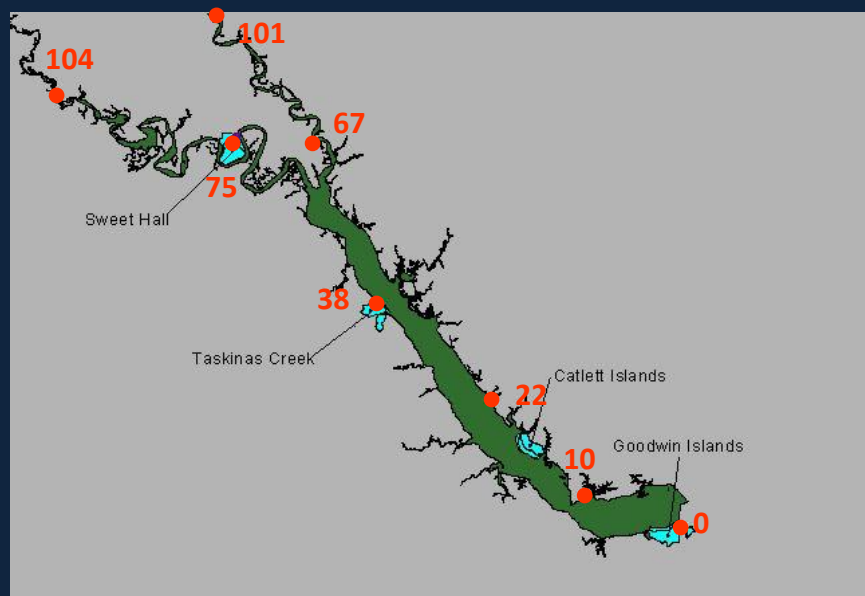 101
104
67
75
Sweet Hall
38
Taskinas Creek
Catlett Islands
22
Goodwin Islands
10
0